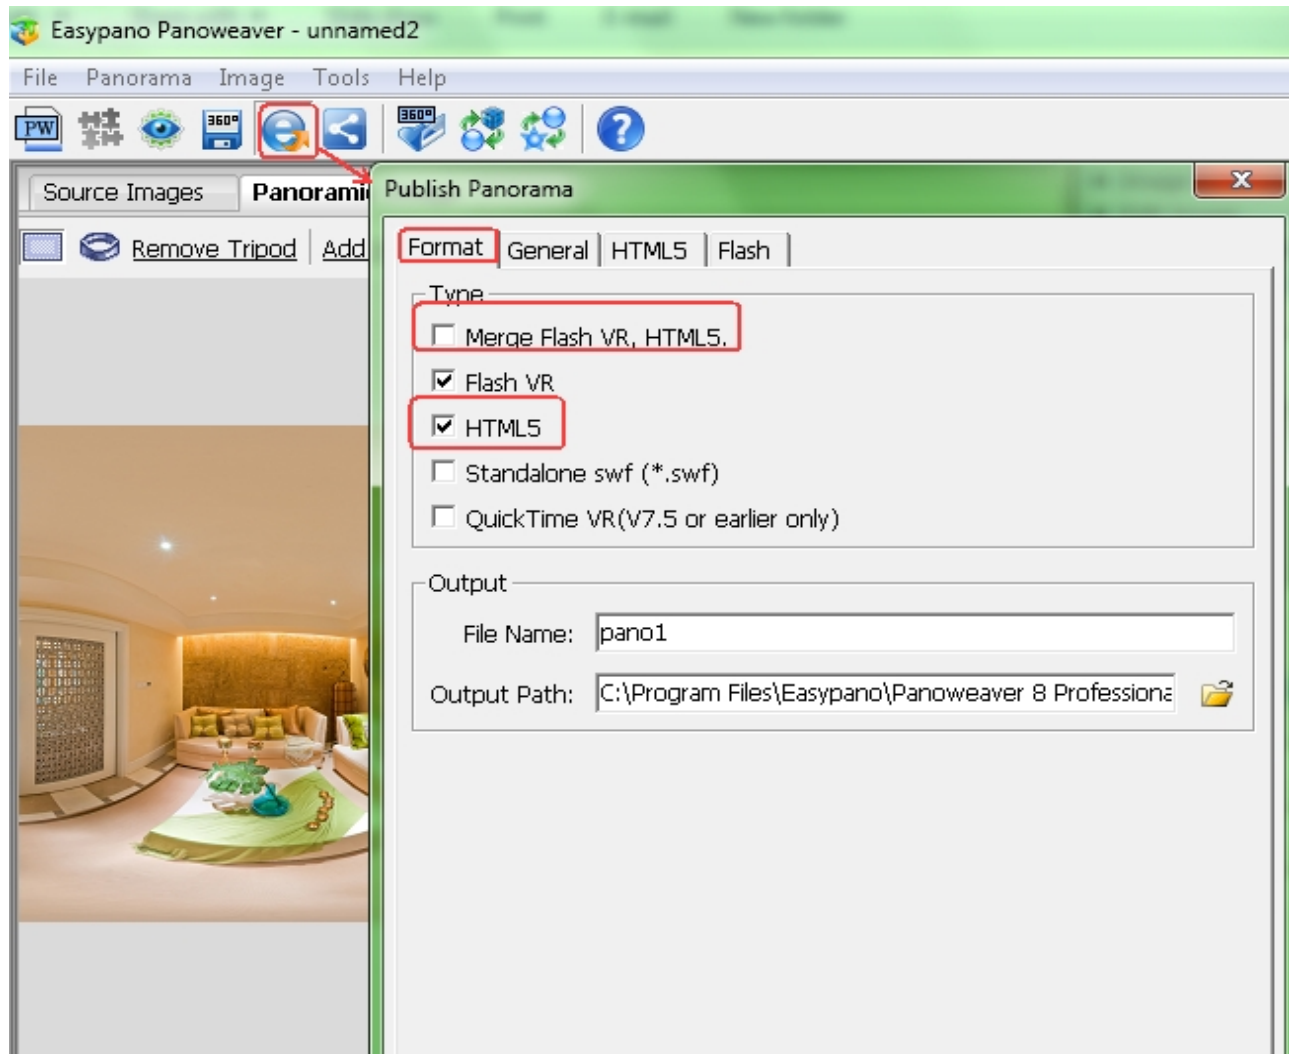 Easypano Panoweaver - unnamed2
File Panorama Image Tools Help
PW 360° 360°
Source Images
Publish Panorama
Remove Tripod Add
Format General HTML5 Flash
Type
Merge Flash VR, HTML5.
Flash VR
HTML5
Standalone swf (*.swf)
QuickTime VR(V7.5 or earlier only)
Output
File Name: pano1
Output Path: C:\Program Files\Easypano\Panoweaver 8 Professiona